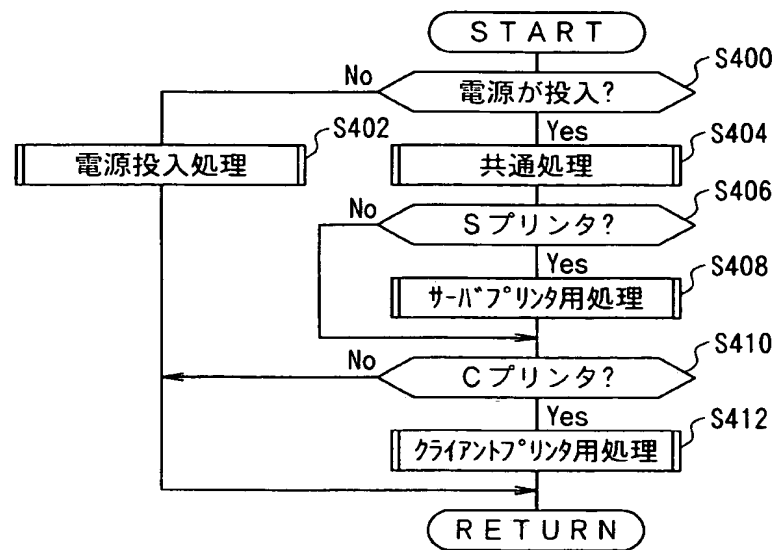 START
S400
No
電源が投入?
Yes
S402
S404
電源投入処理
共通処理
S406
No
Sプリンタ?
Yes
S408
サーバプリンタ用処理
S410
No
Cプリンタ?
Yes
S412
クライアントプリンタ用処理
RETURN